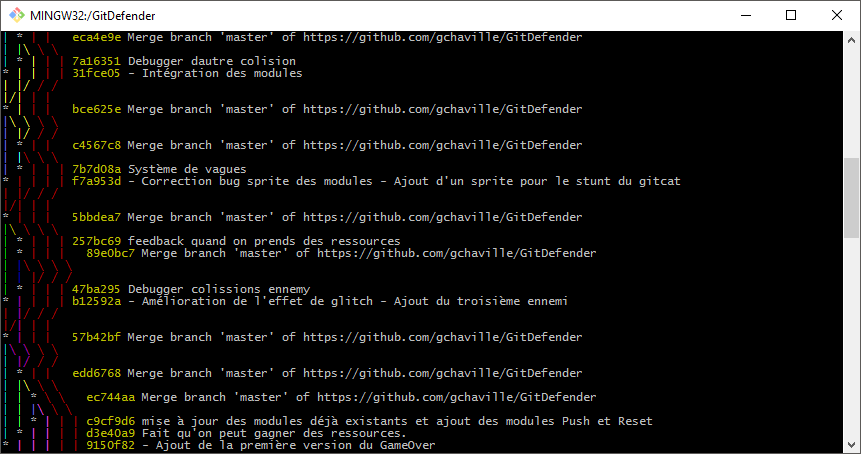 MINGW32:/GitDefender
eca4e9e Merge branch 'master' of https://github.com/gchaville/GitDefender
7a16351 Debugger dautre colision
31fce05 - Intégration des modules
bce625e Merge branch 'master' of https://github.com/gchaville/GitDefender
c4567c8 Merge branch 'master' of https://github.com/gchaville/GitDefender
7b7d08a Système de vagues
f7a953d - Correction bug sprite des modules - Ajout d'un sprite pour le stunt du gitcat
5bbdea7 Merge branch 'master' of https://github.com/gchaville/GitDefender
257bc69 feedback quand on prends des ressources
89e0bc7 Merge branch 'master' of https://github.com/gchaville/GitDefender
47ba295 Debugger colissions ennemy
b12592a - Amélioration de l'effet de glitch - Ajout du troisième ennemi
57b42bf Merge branch 'master' of https://github.com/gchaville/GitDefender
edd6768 Merge branch 'master' of https://github.com/gchaville/GitDefender
ec744aa Merge branch 'master' of https://github.com/gchaville/GitDefender
c9cf9d6 mise à jour des modules déjà existants et ajout des modules Push et Reset
d3e40a9 Fait qu'on peut gagner des ressources.
9150f82 - Ajout de la première version du GameOver